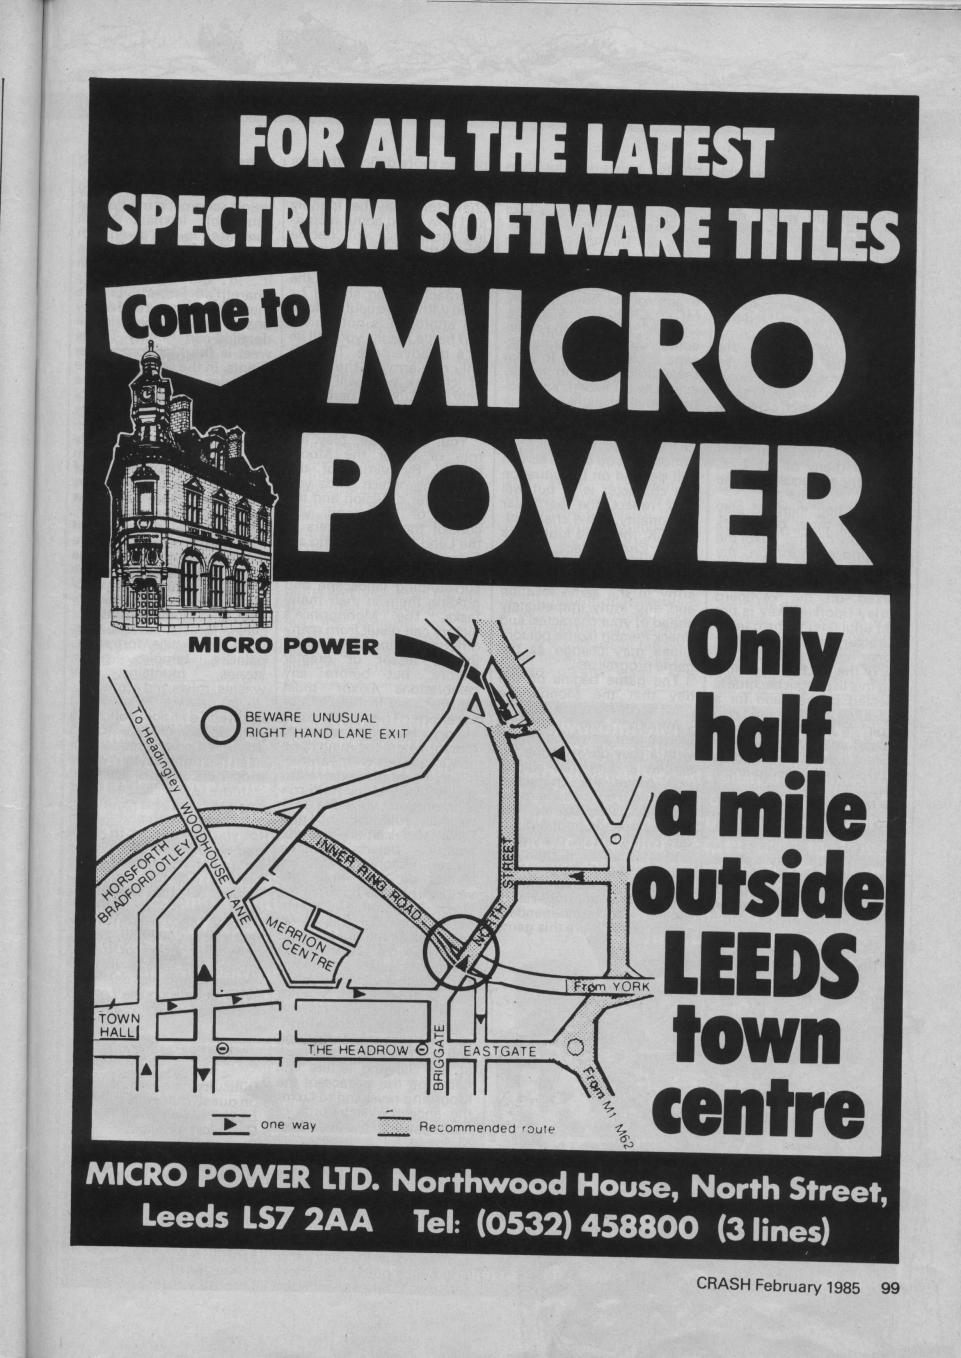 FOR ALL THE LATEST
SPECTRUM SOFTWARE TITLES
Come to
MICRO
POWER
MICRO POWER
BEWARE UNUSUAL
RIGHT HAND LANE EXIT
To Headingley
WOODHOUSE LANE
HORSFORTH
BRADFORD OTLEY
INNER RING ROAD
MERRION
CENTRE
NORTH
STREET
From YORK
TOWN
HALL
THE HEADROW
BRIGGATE
EASTGATE
From M1 M62
one way
Recommended route
Only
half
a mile
outside
LEEDS
town
centre
MICRO POWER LTD. Northwood House, North Street,
Leeds LS7 2AA Tel: (0532) 458800 (3 lines)
CRASH February 1985 99